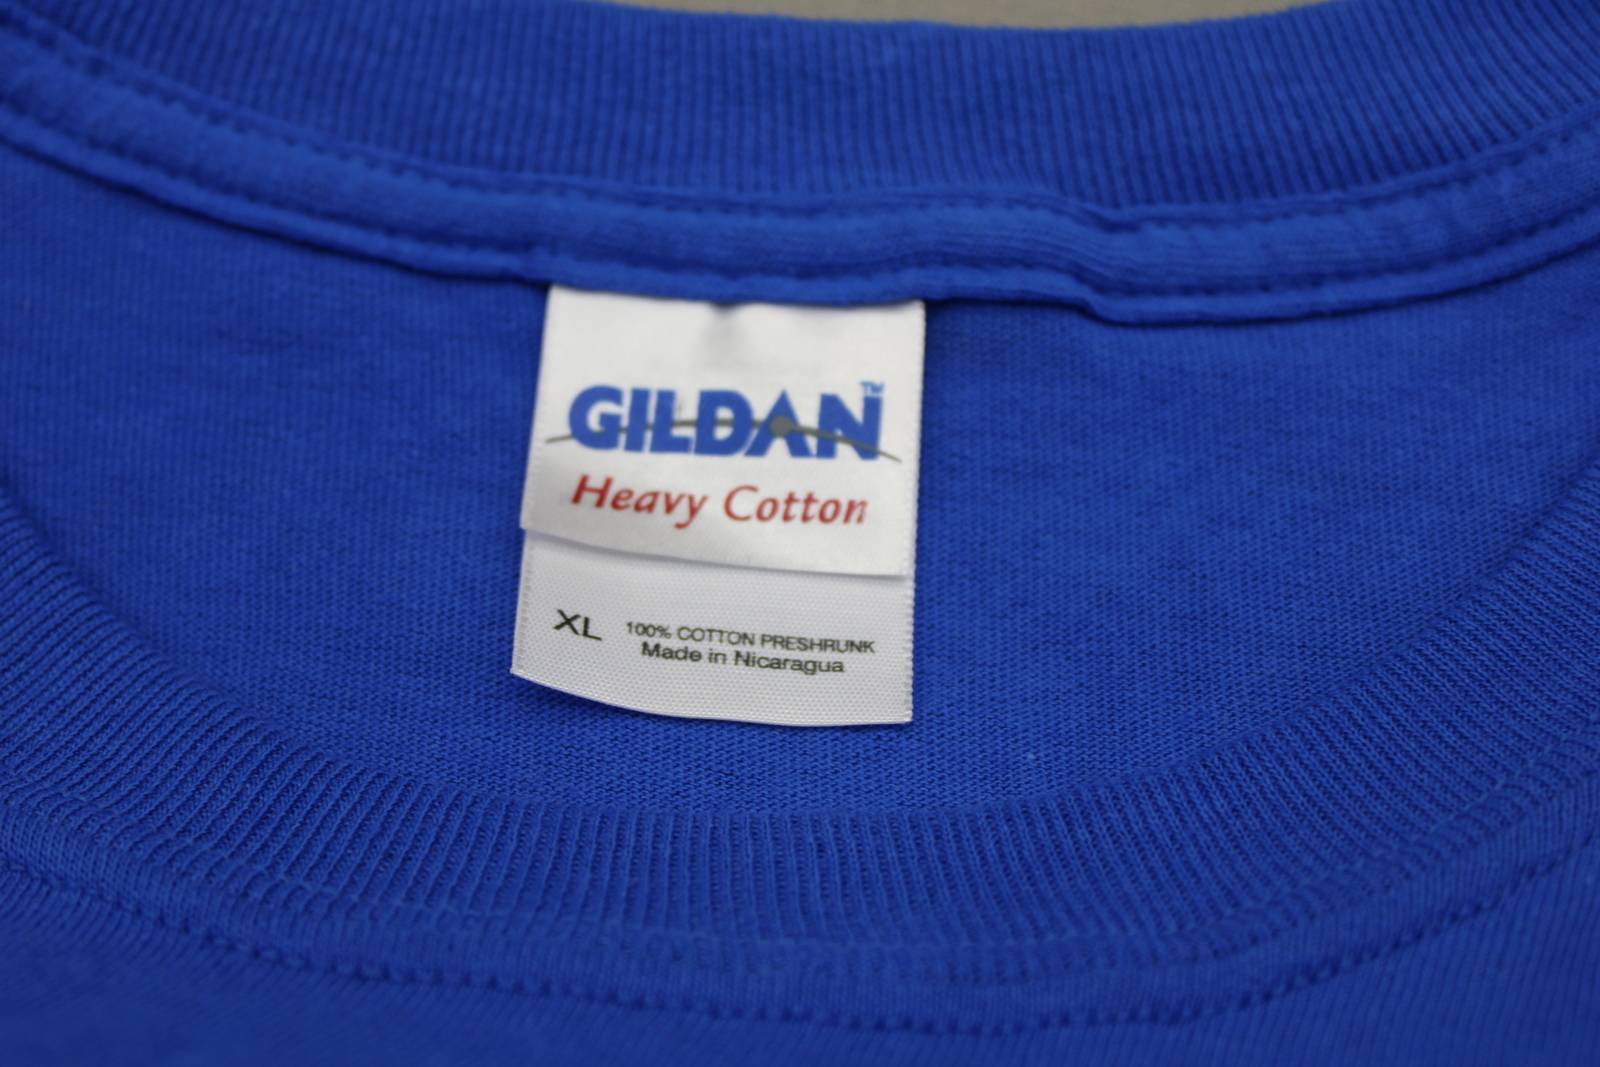 GILDAN™
Heavy Cotton
XL 100% COTTON PRESHRUNK
Made in Nicaragua